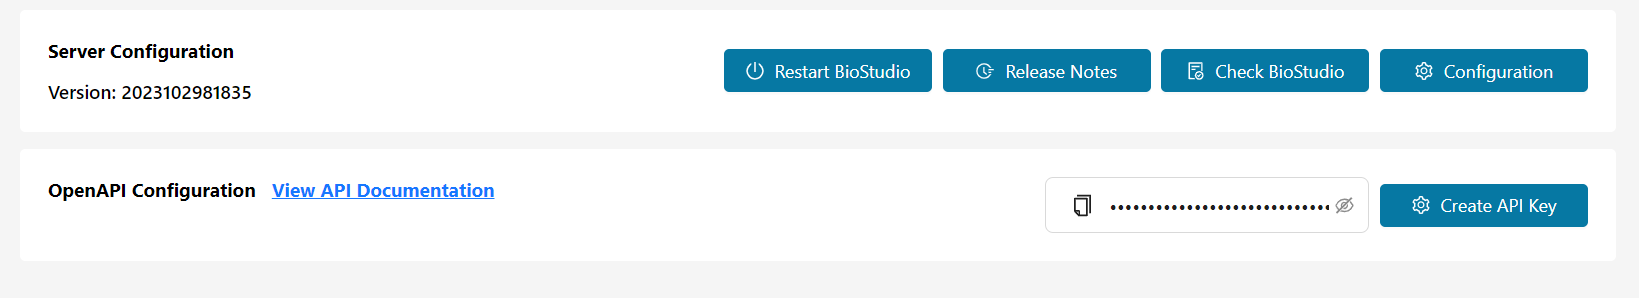 Server Configuration
Restart BioStudio
Release Notes
Check BioStudio
Configuration
Version: 2023102981835
OpenAPI Configuration
View API Documentation
••••••••••••••••••••••••••••••
Create API Key